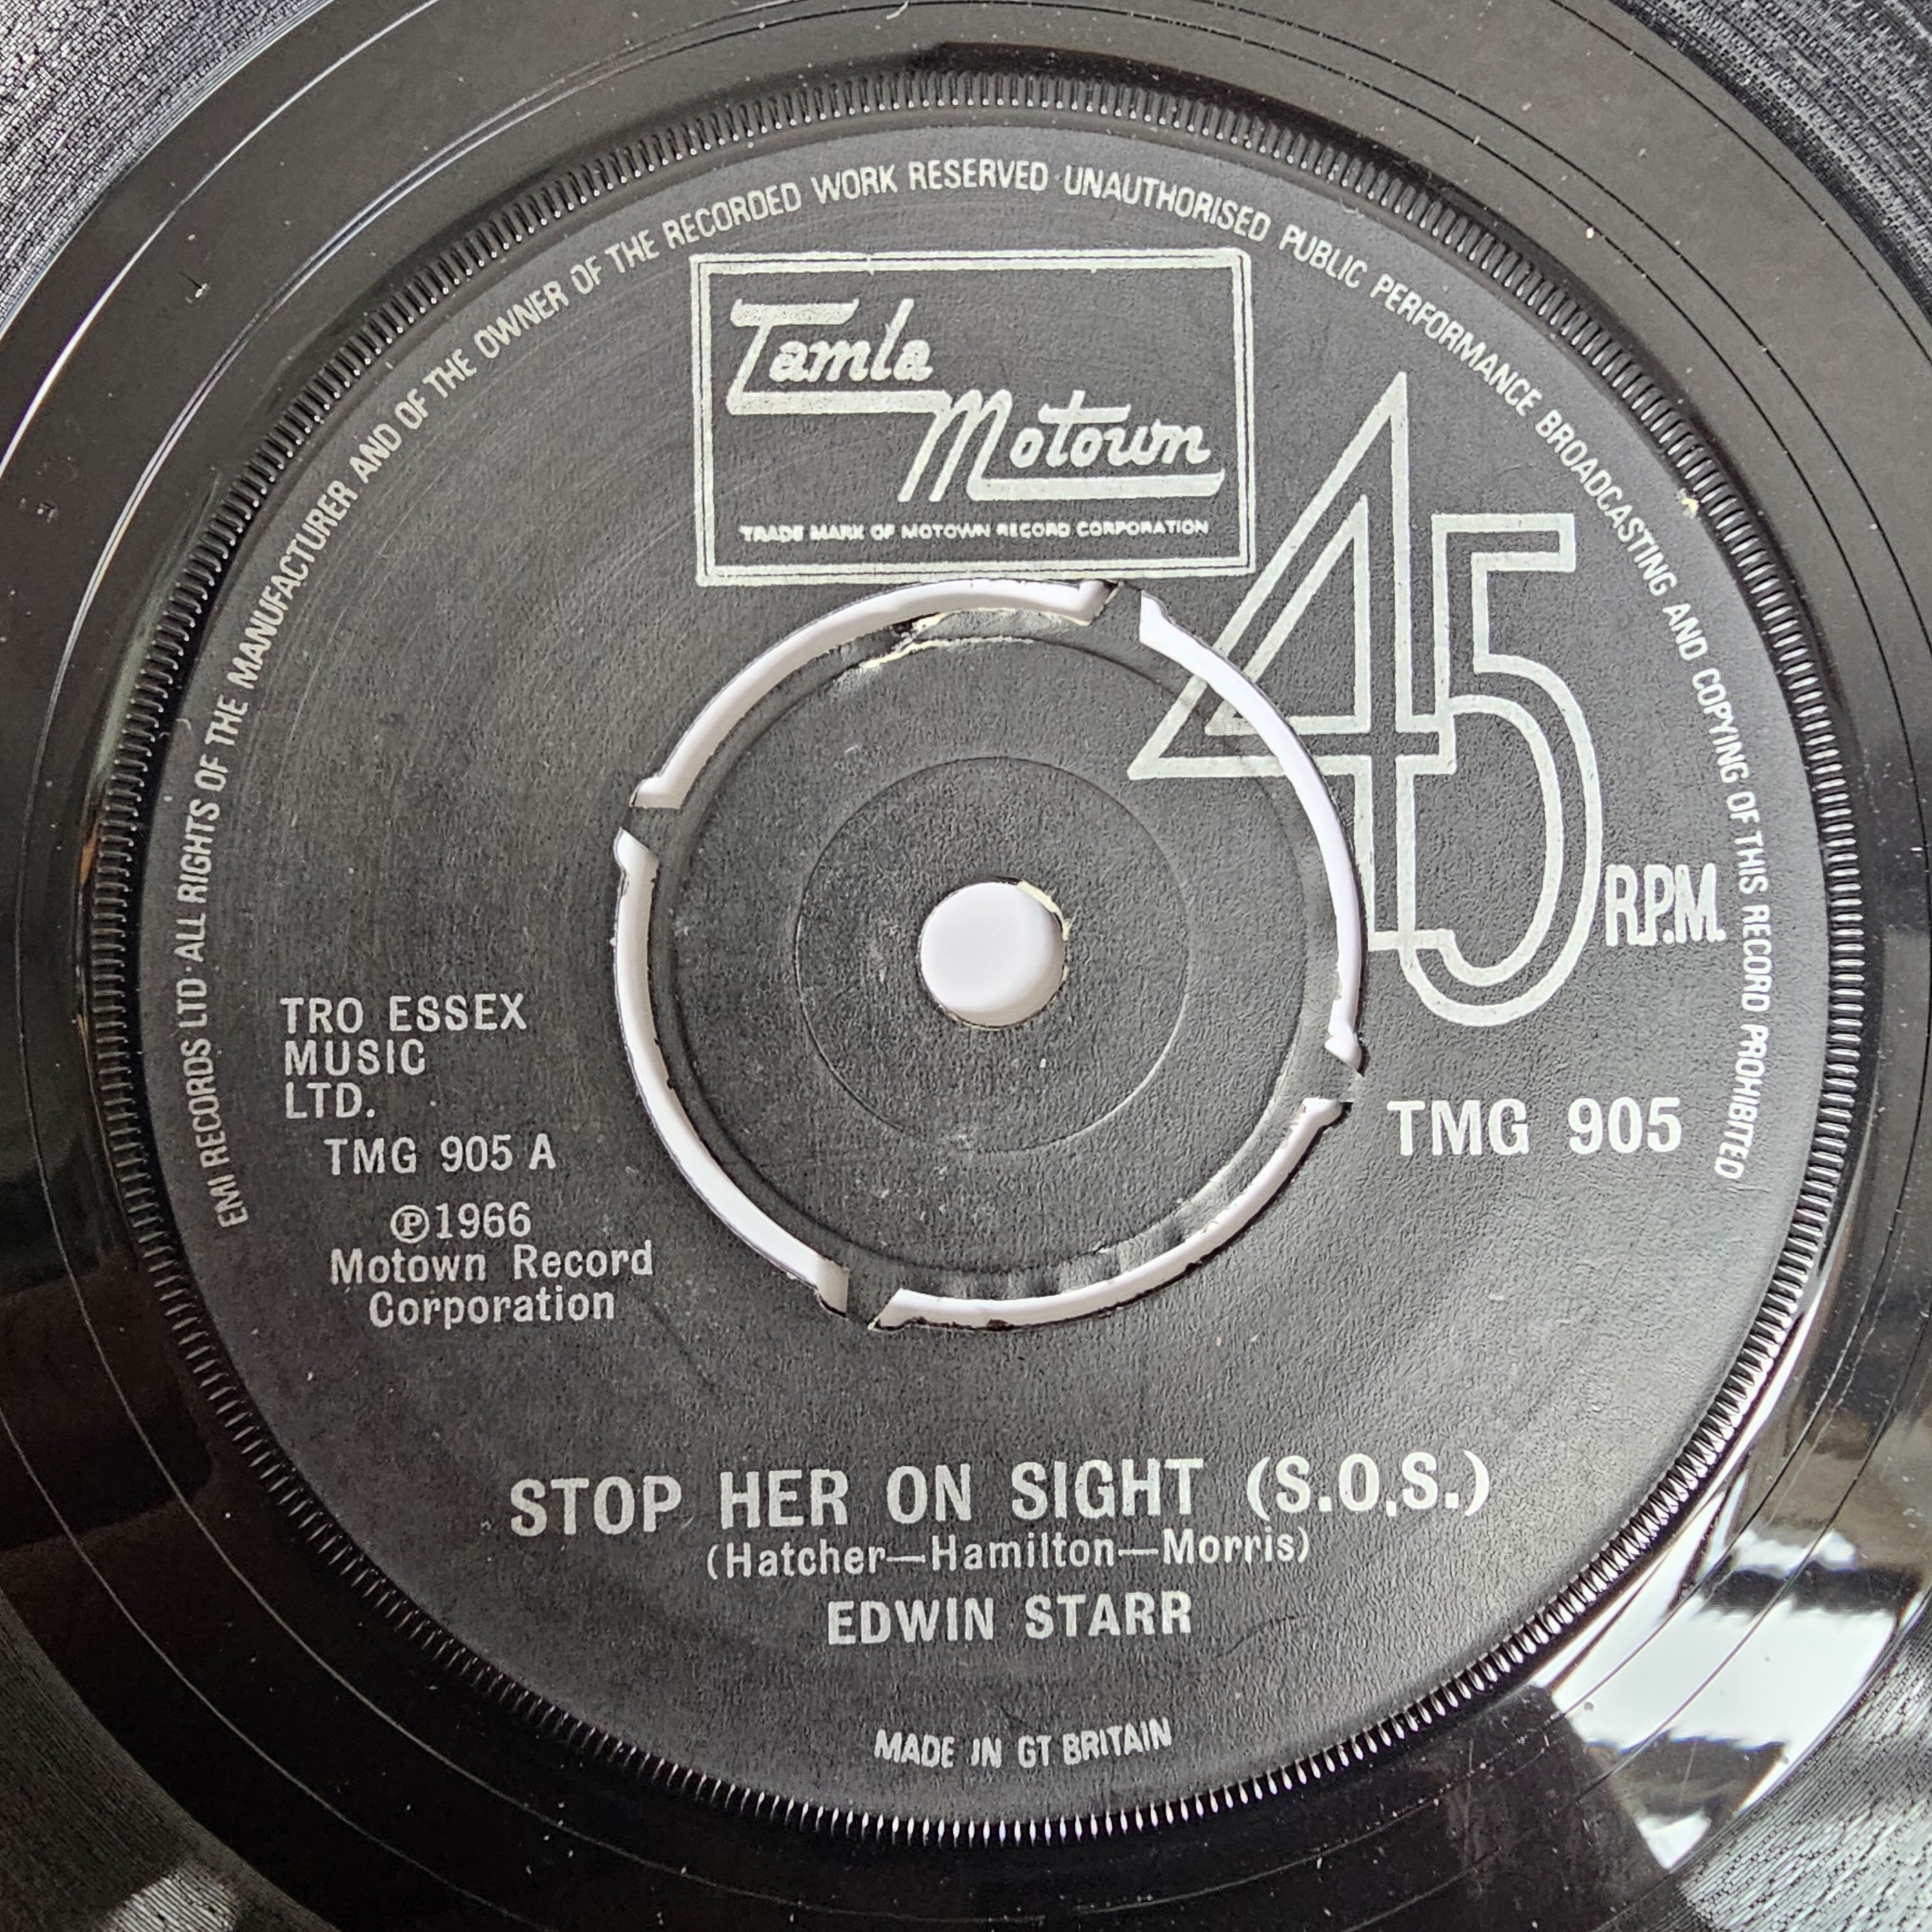 EMI RECORDS LTD · ALL RIGHTS OF THE MANUFACTURER AND OF THE OWNER OF THE RECORDED WORK RESERVED · UNAUTHORISED PUBLIC PERFORMANCE BROADCASTING AND COPYING OF THIS RECORD PROHIBITED
Tamla
Motown
TRADE MARK OF MOTOWN RECORD CORPORATION
45
R.P.M.
TRO ESSEX
MUSIC
LTD.
TMG 905 A
℗1966
Motown Record
Corporation
TMG 905
STOP HER ON SIGHT (S.O.S.)
(Hatcher—Hamilton—Morris)
EDWIN STARR
MADE IN GT BRITAIN